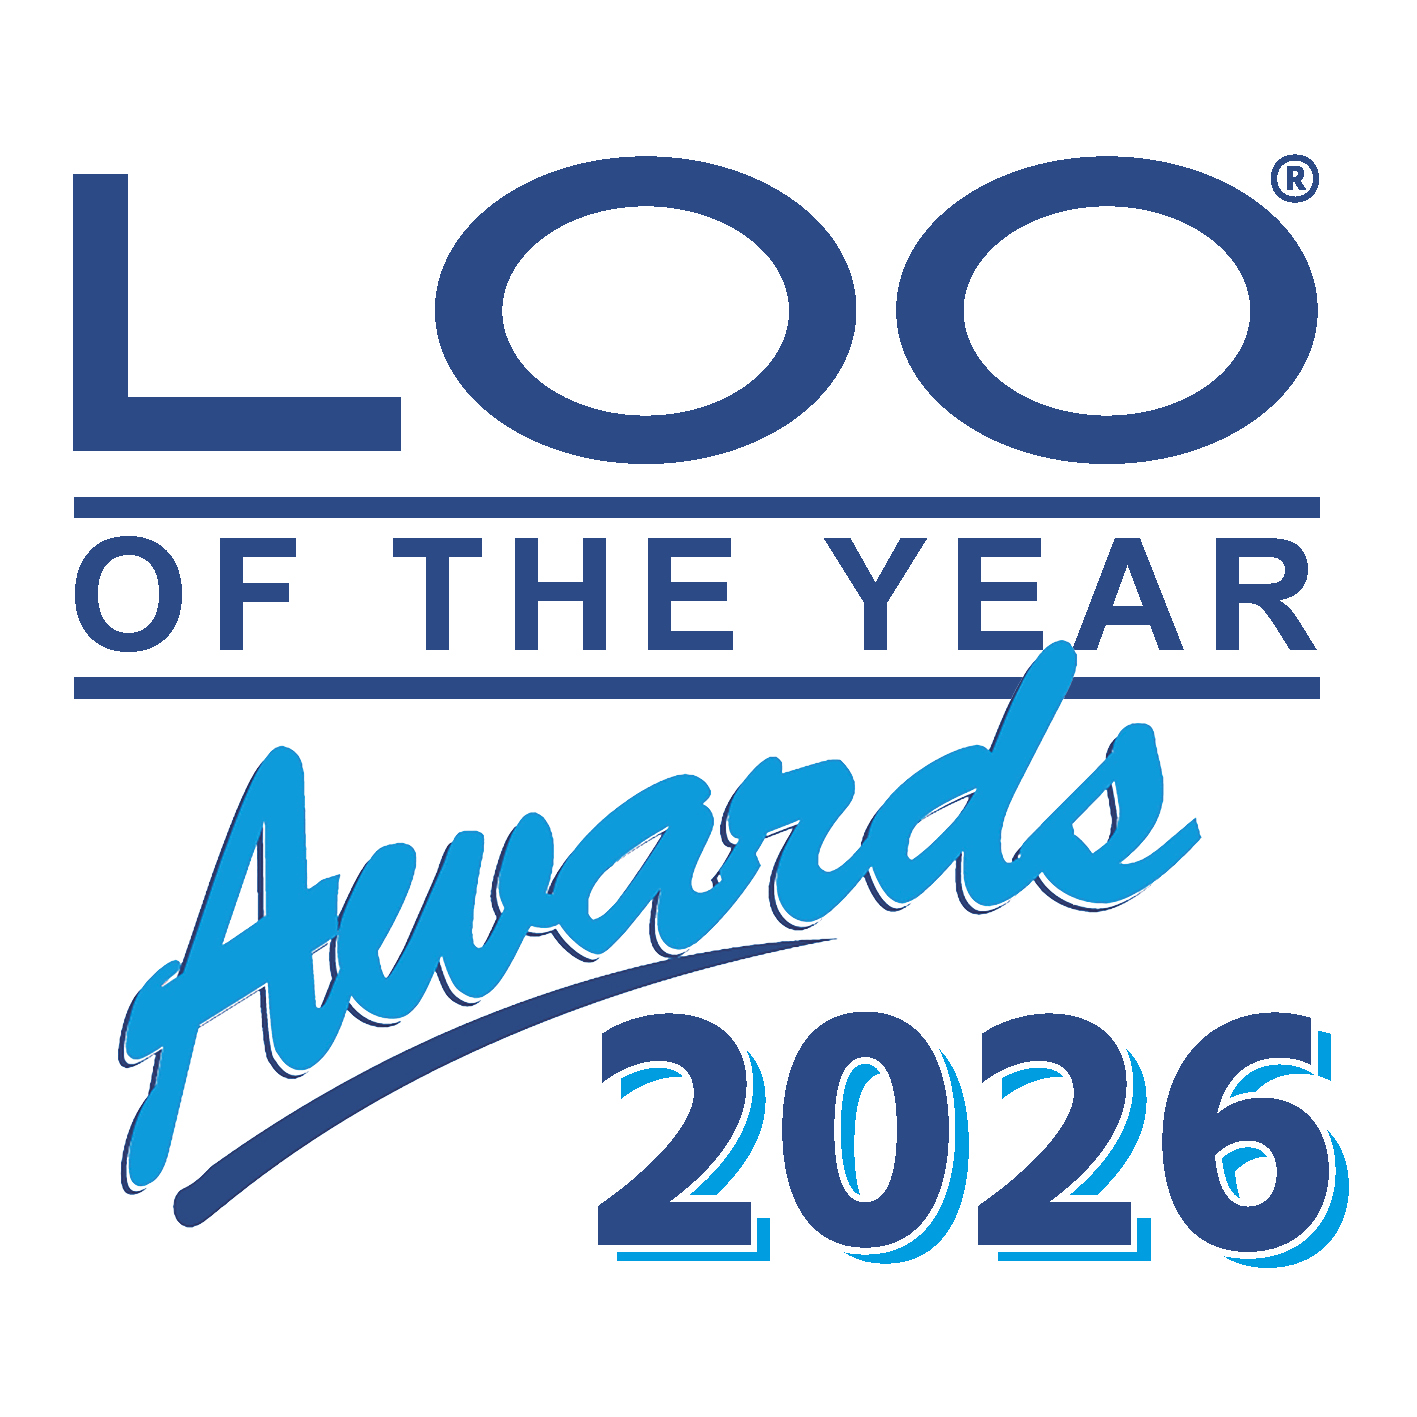 LOO®
OF THE YEAR
Awards
2026